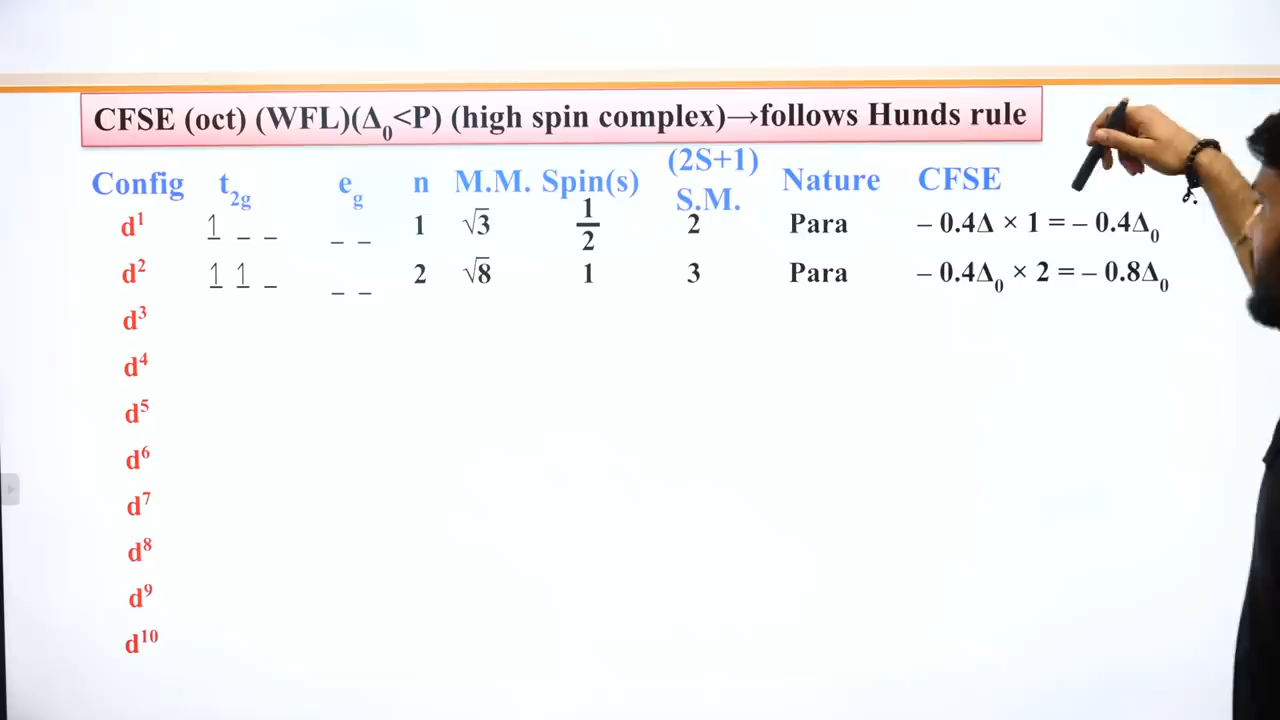 CFSE (oct) (WFL)(Δ₀<P) (high spin complex)→follows Hunds rule
Config t₂g eg n M.M. Spin(s) (2S+1) S.M. Nature CFSE
d¹ 1 _ _ _ _ 1 √3 1/2 2 Para – 0.4Δ × 1 = – 0.4Δ₀
d² 1 1 _ _ _ 2 √8 1 3 Para – 0.4Δ₀ × 2 = – 0.8Δ₀
d³
d⁴
d⁵
d⁶
d⁷
d⁸
d⁹
d¹⁰